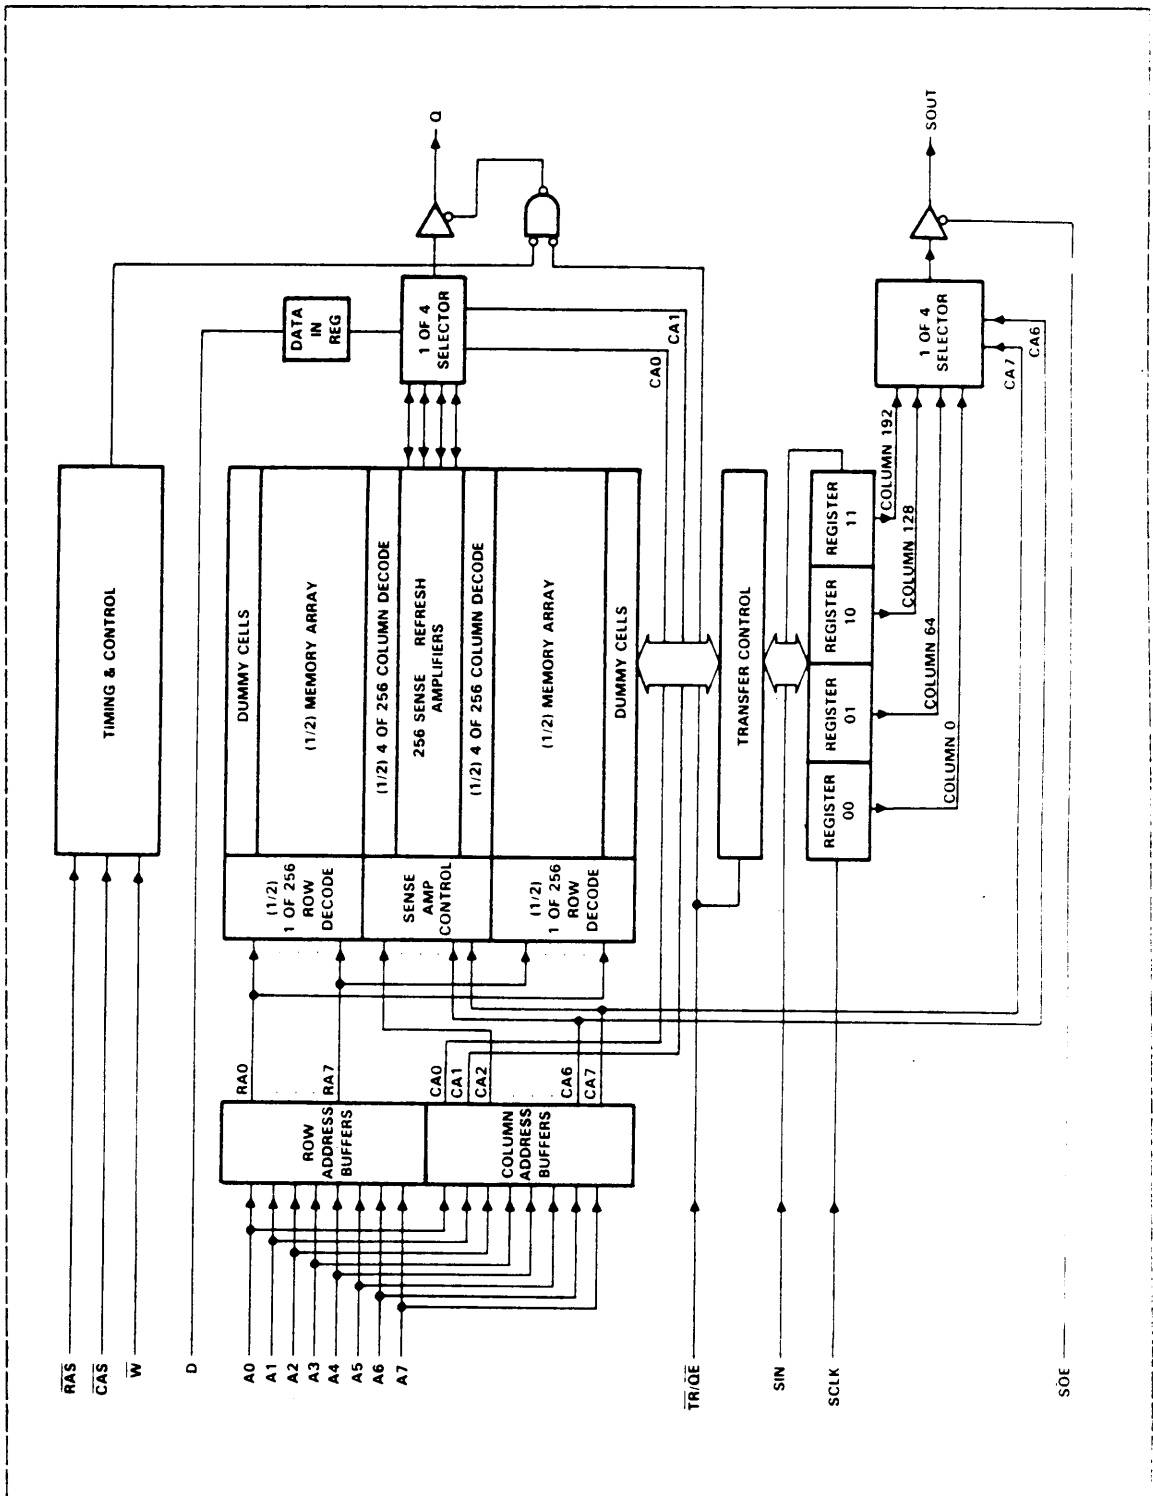 RAS
CAS
W
D
A0
A1
A2
A3
A4
A5
A6
A7
TR/QE
SIN
SCLK
SOE
TIMING & CONTROL
ROW
ADDRESS
BUFFERS
COLUMN
ADDRESS
BUFFERS
RA0
RA7
CA0
CA1
CA2
CA6
CA7
(1/2)
1 OF 256
ROW
DECODE
SENSE
AMP
CONTROL
(1/2)
1 OF 256
ROW
DECODE
DUMMY CELLS
(1/2) MEMORY ARRAY
(1/2) 4 OF 256 COLUMN DECODE
256 SENSE REFRESH
AMPLIFIERS
(1/2) 4 OF 256 COLUMN DECODE
(1/2) MEMORY ARRAY
DUMMY CELLS
DATA
IN
REG
1 OF 4
SELECTOR
Q
CA0
CA1
TRANSFER CONTROL
REGISTER
00
REGISTER
01
REGISTER
10
REGISTER
11
COLUMN 192
COLUMN 128
COLUMN 64
COLUMN 0
1 OF 4
SELECTOR
SOUT
CA7
CA6